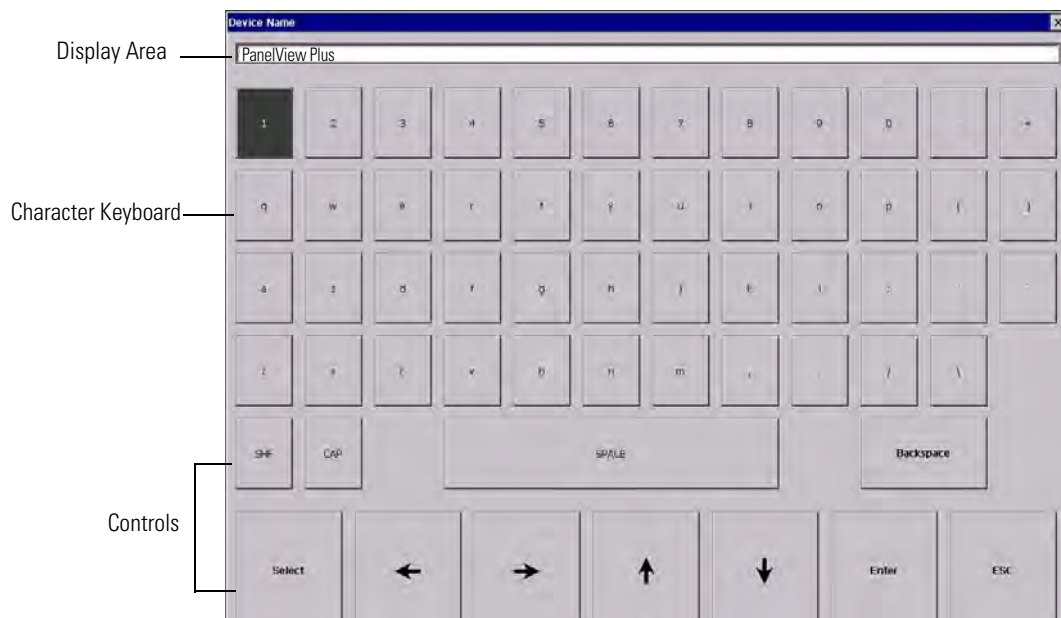 Device Name X
Display Area
PanelView Plus
1 2 3 4 5 6 7 8 9 0
Character Keyboard
q w e r t y u i o p [ ]
a s d f g h j k l ;
z x c v b n m , . / \
SHF CAP SPACE Backspace
Controls
Select ← → ↑ ↓ Enter ESC